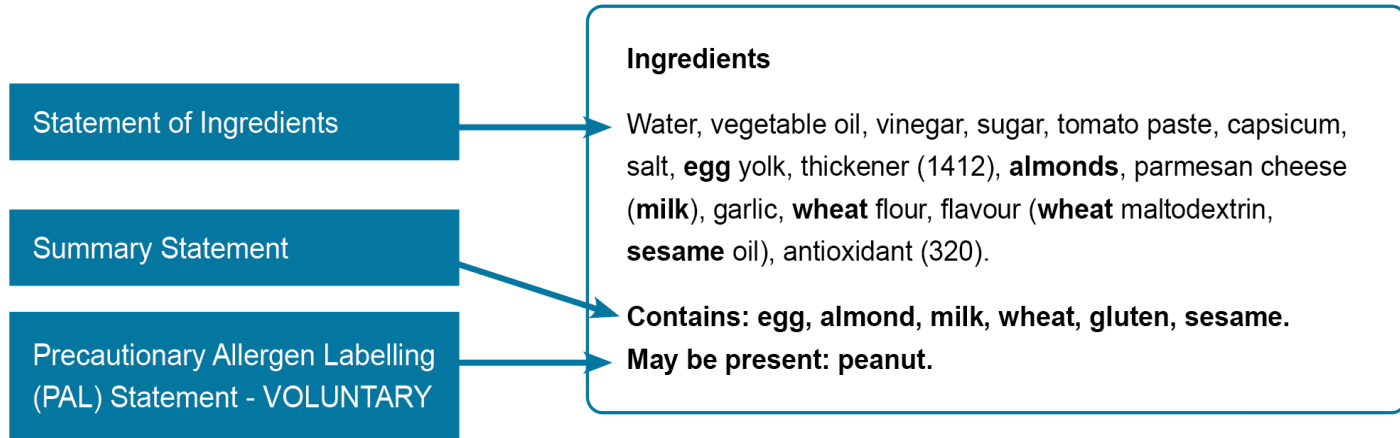 Statement of Ingredients
Summary Statement
Precautionary Allergen Labelling
(PAL) Statement - VOLUNTARY
Ingredients
Water, vegetable oil, vinegar, sugar, tomato paste, capsicum,
salt, egg yolk, thickener (1412), almonds, parmesan cheese
(milk), garlic, wheat flour, flavour (wheat maltodextrin,
sesame oil), antioxidant (320).
Contains: egg, almond, milk, wheat, gluten, sesame.
May be present: peanut.